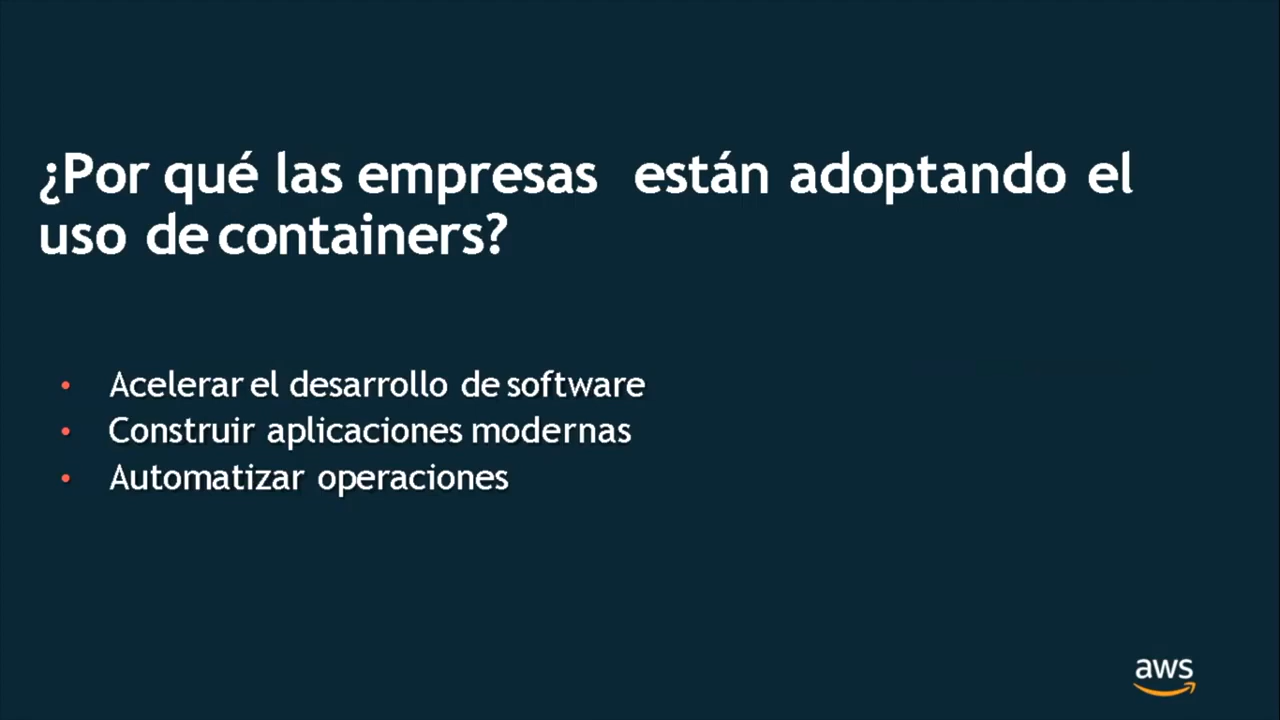 ¿Por qué las empresas están adoptando el
uso de containers?
• Acelerar el desarrollo de software
• Construir aplicaciones modernas
• Automatizar operaciones
aws